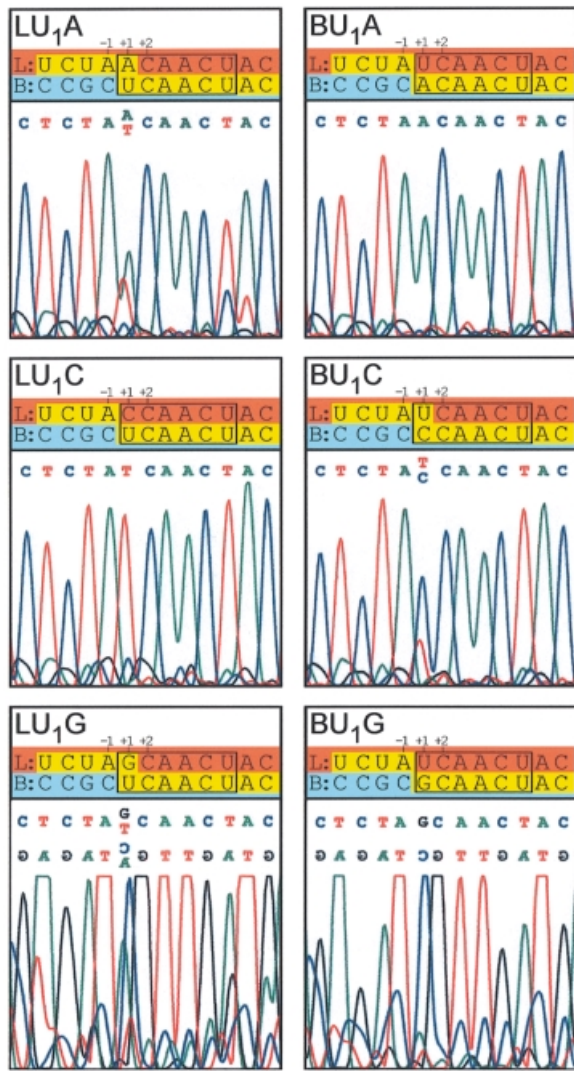 LU₁A
-1 +1 +2
L: U C U A A C A A C U A C
B: C C G C U C A A C U A C
A
C T C T A C A A C T A C
T
BU₁A
-1 +1 +2
L: U C U A U C A A C U A C
B: C C G C A C A A C U A C
C T C T A A C A A C T A C
LU₁C
-1 +1 +2
L: U C U A C C A A C U A C
B: C C G C U C A A C U A C
C T C T A T C A A C T A C
BU₁C
-1 +1 +2
L: U C U A U C A A C U A C
B: C C G C C C A A C U A C
T
C T C T A C A A C T A C
C
LU₁G
-1 +1 +2
L: U C U A G C A A C U A C
B: C C G C U C A A C U A C
G
C T C T A C A A C T A C
T
C
G A G A T G T T G A T G
A
BU₁G
-1 +1 +2
L: U C U A U C A A C U A C
B: C C G C G C A A C U A C
C T C T A G C A A C T A C
G A G A T C G T T G A T G